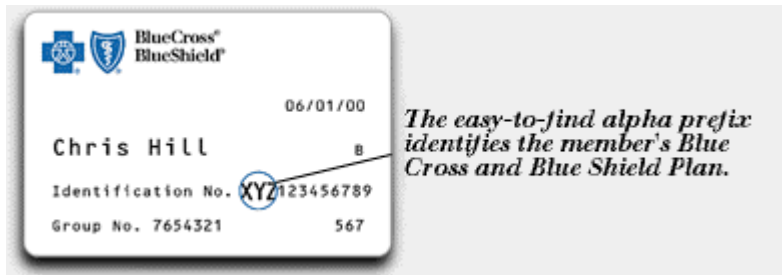 BlueCross®
BlueShield®
06/01/00
Chris Hill B
Identification No. XYZ123456789
Group No. 7654321 567
The easy-to-find alpha prefix
identifies the member's Blue
Cross and Blue Shield Plan.